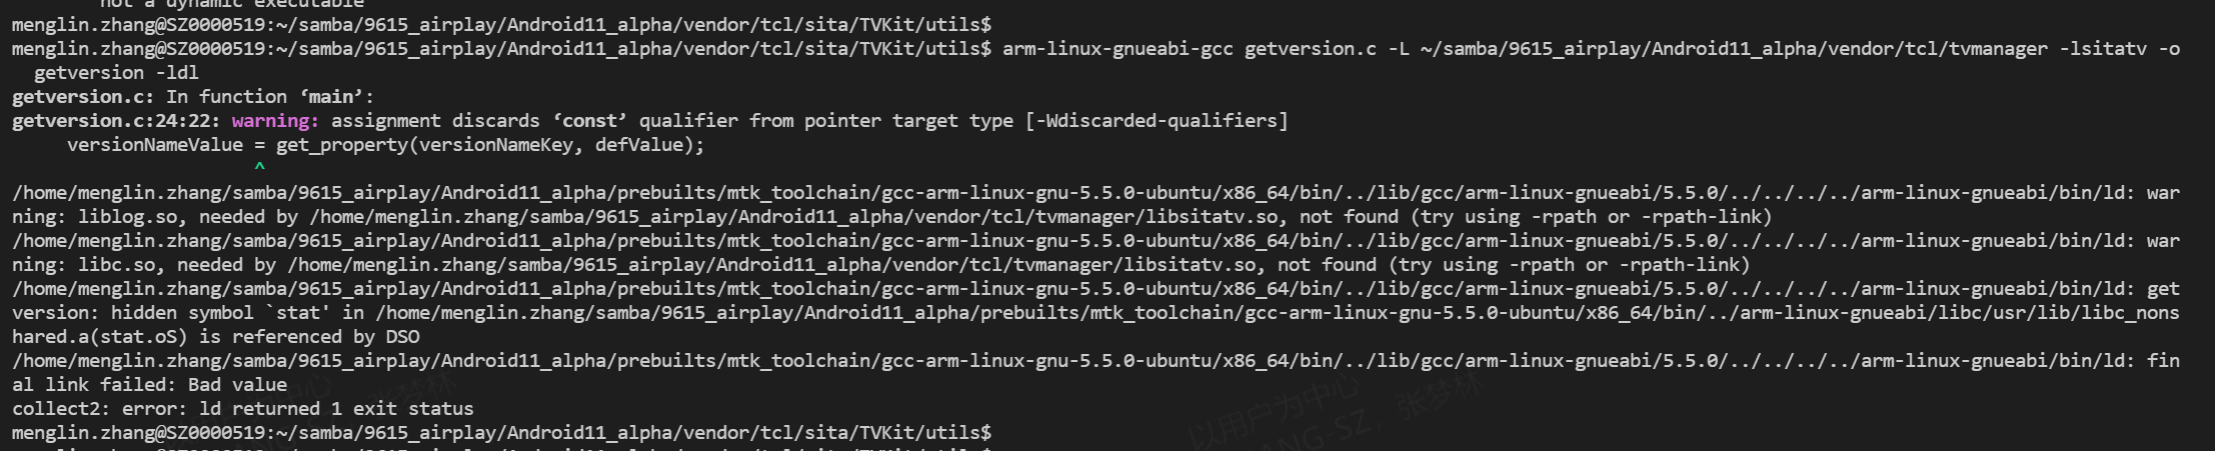 not a dynamic executable
menglin.zhang@SZ0000519:~/samba/9615_airplay/Android11_alpha/vendor/tcl/sita/TVKit/utils$
menglin.zhang@SZ0000519:~/samba/9615_airplay/Android11_alpha/vendor/tcl/sita/TVKit/utils$ arm-linux-gnueabi-gcc getversion.c -L ~/samba/9615_airplay/Android11_alpha/vendor/tcl/tvmanager -lsitatv -o
getversion -ldl
getversion.c: In function ‘main’:
getversion.c:24:22: warning: assignment discards ‘const’ qualifier from pointer target type [-Wdiscarded-qualifiers]
versionNameValue = get_property(versionNameKey, defValue);
^
/home/menglin.zhang/samba/9615_airplay/Android11_alpha/prebuilts/mtk_toolchain/gcc-arm-linux-gnu-5.5.0-ubuntu/x86_64/bin/../lib/gcc/arm-linux-gnueabi/5.5.0/../../../../arm-linux-gnueabi/bin/ld: war
ning: liblog.so, needed by /home/menglin.zhang/samba/9615_airplay/Android11_alpha/vendor/tcl/tvmanager/libsitatv.so, not found (try using -rpath or -rpath-link)
/home/menglin.zhang/samba/9615_airplay/Android11_alpha/prebuilts/mtk_toolchain/gcc-arm-linux-gnu-5.5.0-ubuntu/x86_64/bin/../lib/gcc/arm-linux-gnueabi/5.5.0/../../../../arm-linux-gnueabi/bin/ld: war
ning: libc.so, needed by /home/menglin.zhang/samba/9615_airplay/Android11_alpha/vendor/tcl/tvmanager/libsitatv.so, not found (try using -rpath or -rpath-link)
/home/menglin.zhang/samba/9615_airplay/Android11_alpha/prebuilts/mtk_toolchain/gcc-arm-linux-gnu-5.5.0-ubuntu/x86_64/bin/../lib/gcc/arm-linux-gnueabi/5.5.0/../../../../arm-linux-gnueabi/bin/ld: get
version: hidden symbol `stat' in /home/menglin.zhang/samba/9615_airplay/Android11_alpha/prebuilts/mtk_toolchain/gcc-arm-linux-gnu-5.5.0-ubuntu/x86_64/bin/../arm-linux-gnueabi/libc/usr/lib/libc_nons
hared.a(stat.oS) is referenced by DSO
/home/menglin.zhang/samba/9615_airplay/Android11_alpha/prebuilts/mtk_toolchain/gcc-arm-linux-gnu-5.5.0-ubuntu/x86_64/bin/../lib/gcc/arm-linux-gnueabi/5.5.0/../../../../arm-linux-gnueabi/bin/ld: fin
al link failed: Bad value
collect2: error: ld returned 1 exit status
menglin.zhang@SZ0000519:~/samba/9615_airplay/Android11_alpha/vendor/tcl/sita/TVKit/utils$
以用户为中心
ANG-SZ, 张梦林